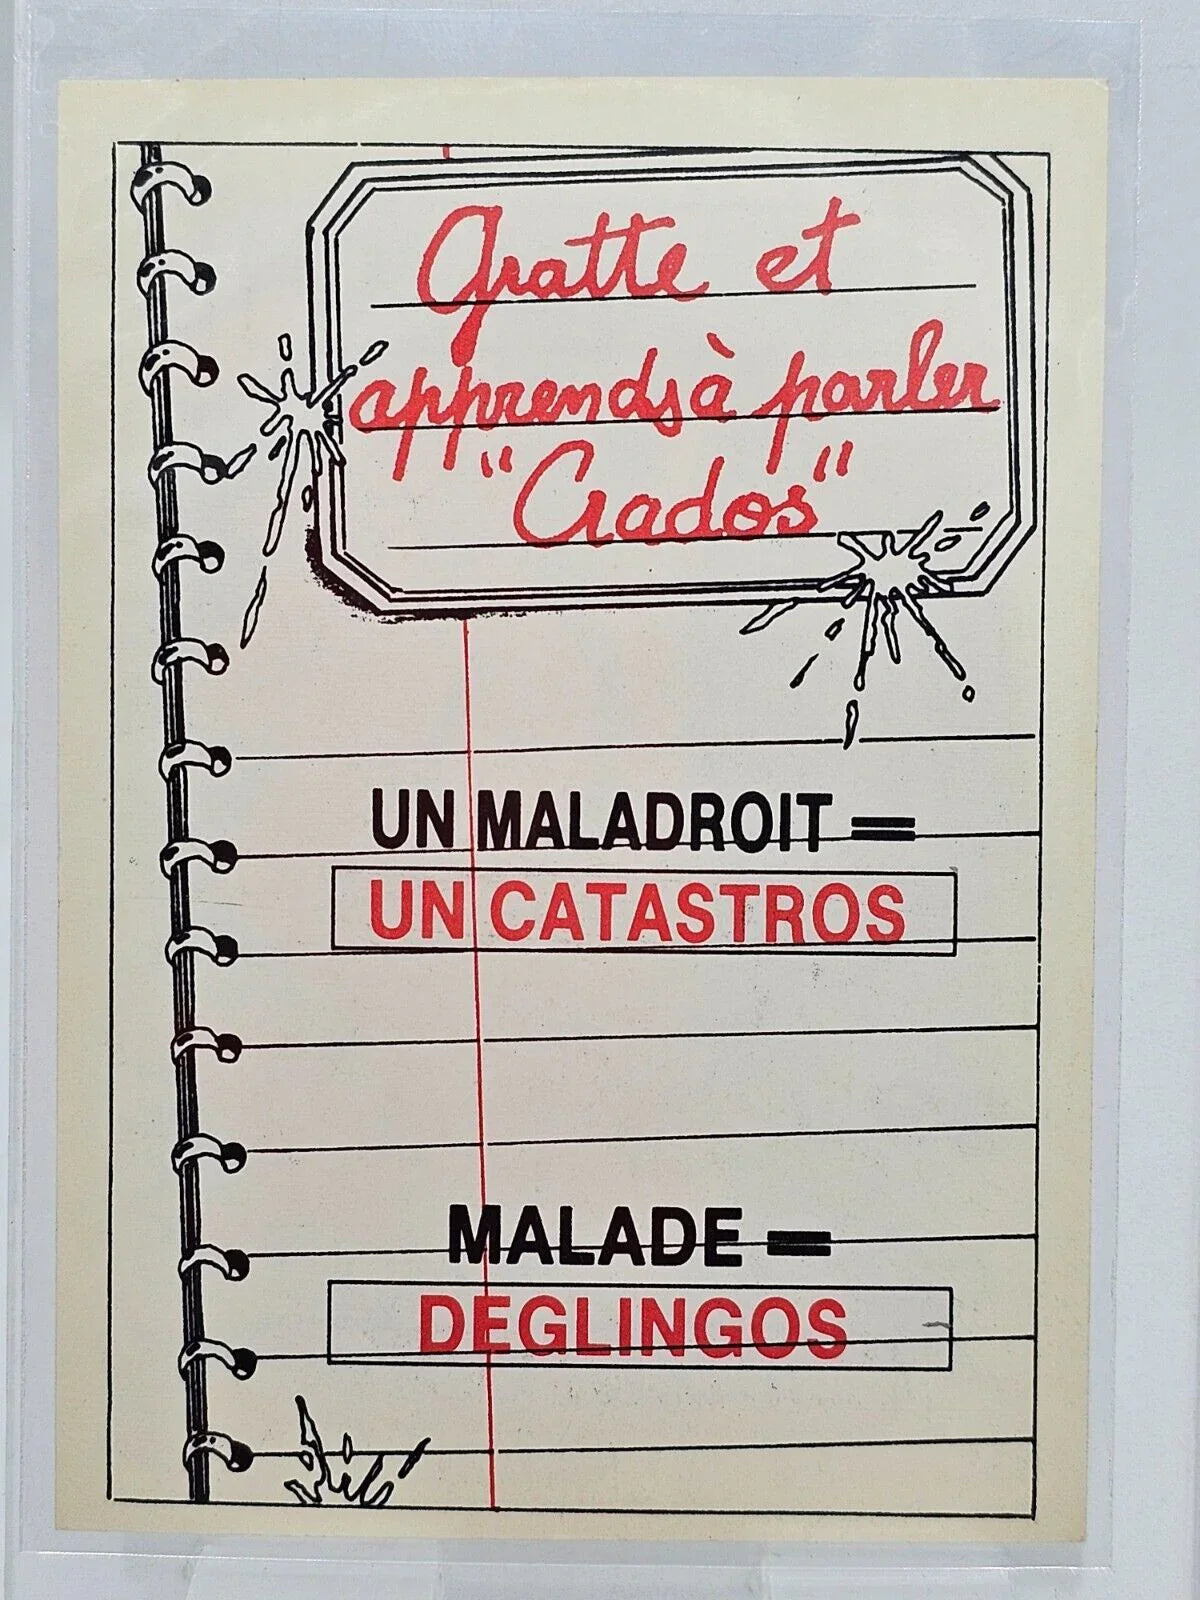 Gratte et
apprends à parler
"Crados"
UN MALADROIT =
UN CATASTROS
MALADE =
DEGLINGOS